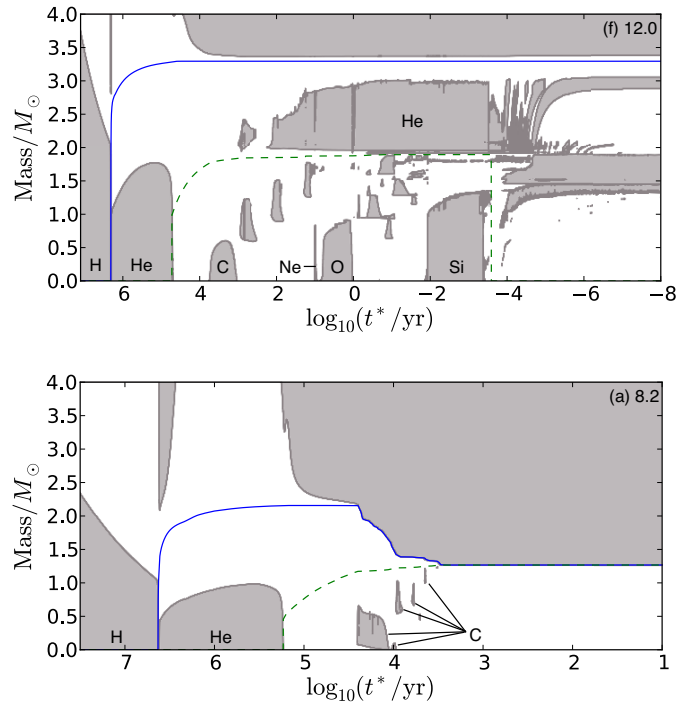 4.0
3.5
3.0
2.5
2.0
1.5
1.0
0.5
0.0
Mass/M⊙
(f) 12.0
He
H
He
C
Ne
O
Si
6
4
2
0
−2
−4
−6
−8
log₁₀(t* /yr)
4.0
3.5
3.0
2.5
2.0
1.5
1.0
0.5
0.0
Mass/M⊙
(a) 8.2
H
He
C
7
6
5
4
3
2
1
log₁₀(t* /yr)